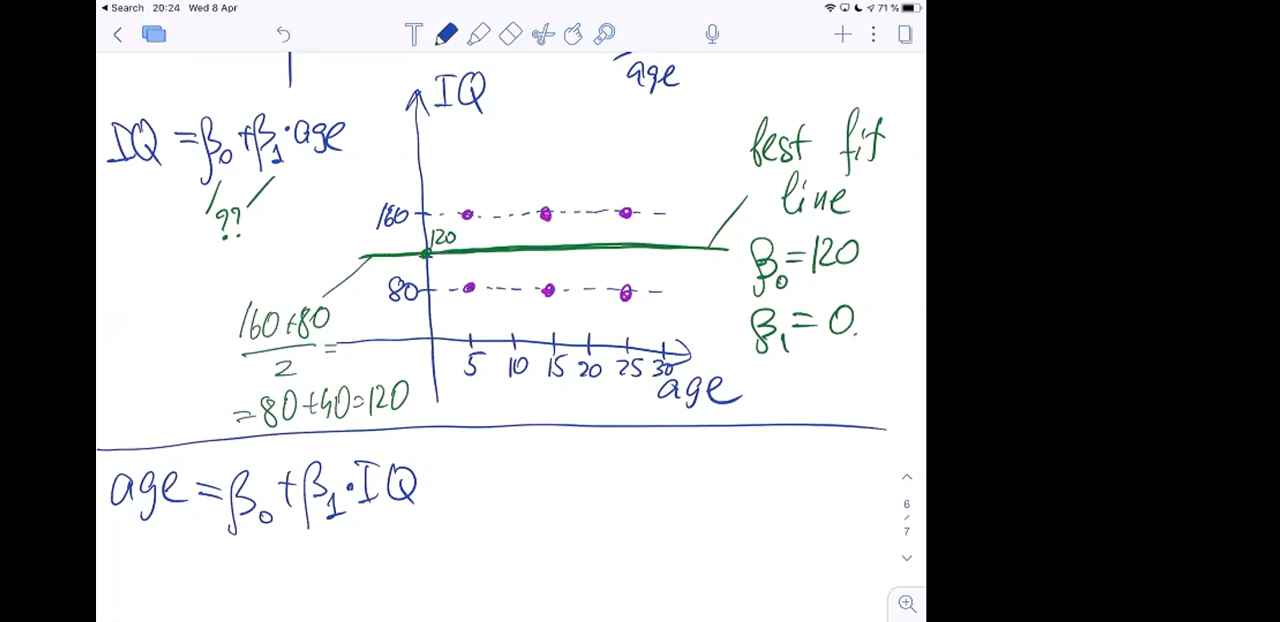 Search 20:24 Wed 8 Apr
71 %
T
age
IQ
IQ = β₀ + β₁ · age
??
160
120
80
5 10 15 20 25 30
age
best fit
line
β₀ = 120
β₁ = 0.
160 + 80
2 =
= 80 + 40 = 120
age = β₀ + β₁ · IQ
6
/
7